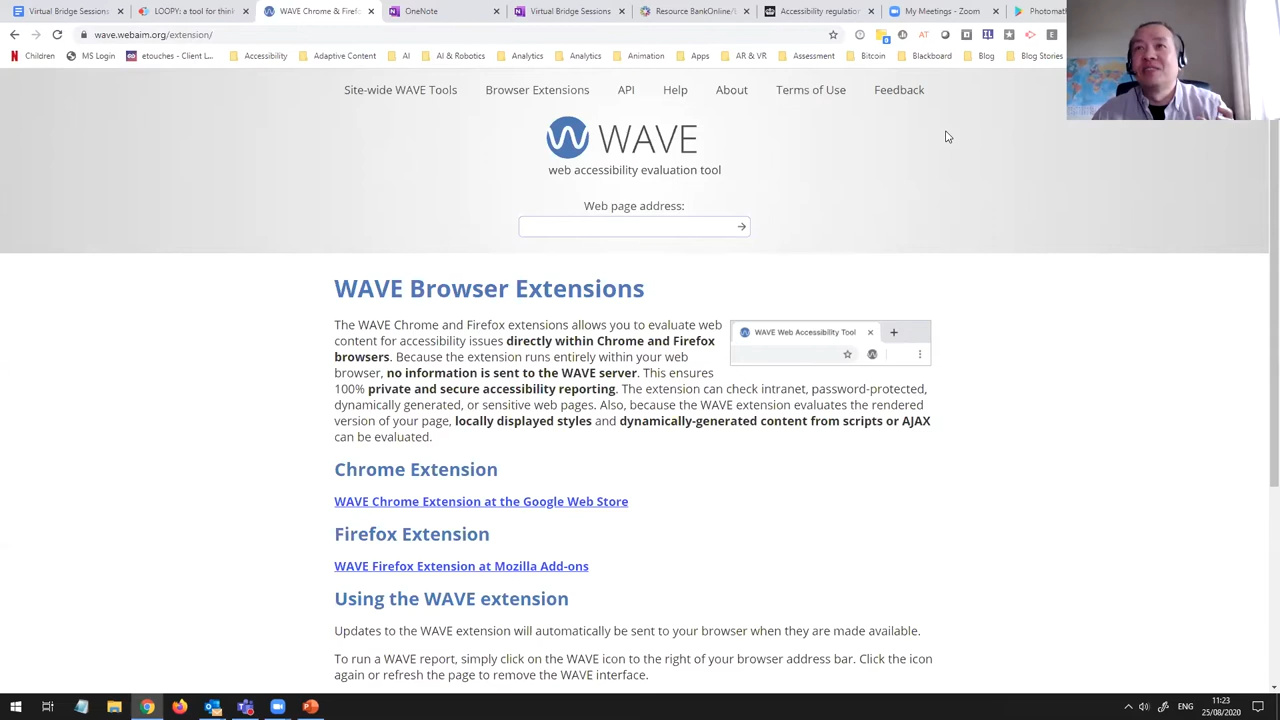 Virtual Bridge Sessions
LOOPY: a tool for think
WAVE Chrome & Firefo
OneNote
Virtual Bridge Sessions
Resource BankOnline/
Accessibility regulation
My Meetings - Zoom
Photomath
wave.webaim.org/extension/
Children
MS Login
etouches - Client L...
Accessibility
Adaptive Content
AI
AI & Robotics
Analytics
Analytics
Animation
Apps
AR & VR
Assessment
Bitcoin
Blackboard
Blog
Blog Stories
Site-wide WAVE Tools
Browser Extensions
API
Help
About
Terms of Use
Feedback
WAVE
web accessibility evaluation tool
Web page address:
WAVE Browser Extensions
The WAVE Chrome and Firefox extensions allows you to evaluate web
content for accessibility issues directly within Chrome and Firefox
browsers. Because the extension runs entirely within your web
browser, no information is sent to the WAVE server. This ensures
100% private and secure accessibility reporting. The extension can check intranet, password-protected,
dynamically generated, or sensitive web pages. Also, because the WAVE extension evaluates the rendered
version of your page, locally displayed styles and dynamically-generated content from scripts or AJAX
can be evaluated.
WAVE Web Accessibility Tool
Chrome Extension
WAVE Chrome Extension at the Google Web Store
Firefox Extension
WAVE Firefox Extension at Mozilla Add-ons
Using the WAVE extension
Updates to the WAVE extension will automatically be sent to your browser when they are made available.
To run a WAVE report, simply click on the WAVE icon to the right of your browser address bar. Click the icon
again or refresh the page to remove the WAVE interface.
ENG
11:23
25/08/2020